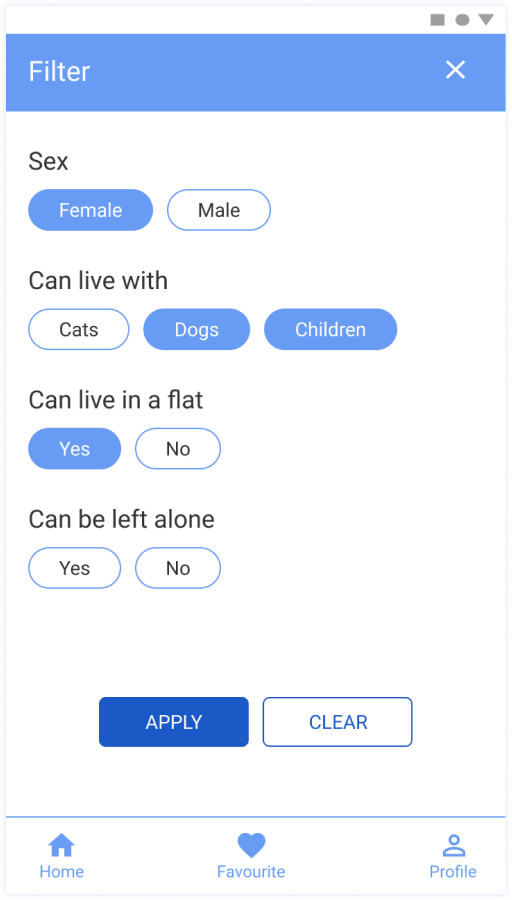 Filter
Sex
Female Male
Can live with
Cats Dogs Children
Can live in a flat
Yes No
Can be left alone
Yes No
APPLY CLEAR
Home Favourite Profile